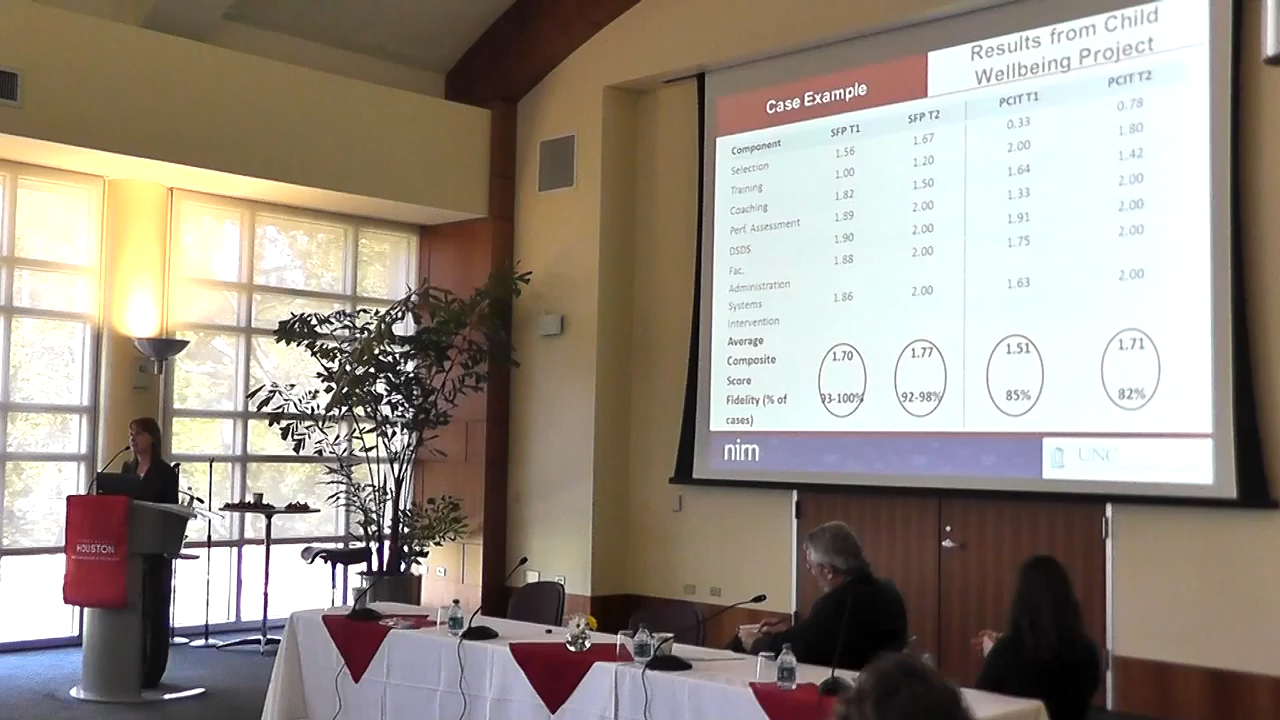 Results from Child
Wellbeing Project
Case Example
Component SFP T1 SFP T2 PCIT T1 PCIT T2
Selection 1.56 1.67 0.33 0.78
Training 1.00 1.20 2.00 1.80
Coaching 1.82 1.50 1.64 1.42
Perf. Assessment 1.89 2.00 1.33 2.00
DSDS 1.90 2.00 1.91 2.00
Fac. 1.88 2.00 1.75
Administration
Systems 1.86 2.00 1.63 2.00
Intervention
Average
Composite 1.70 1.77 1.51 1.71
Score
Fidelity (% of 93-100% 92-98% 85% 82%
cases)
nirn
UNC
HOUSTON